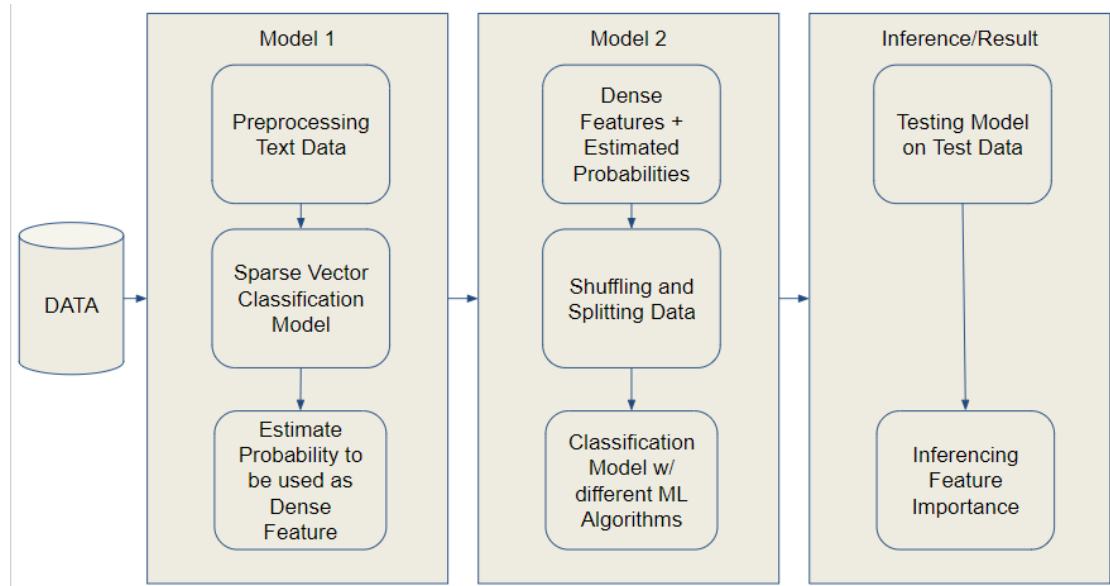 DATA
Model 1
Preprocessing
Text Data
Sparse Vector
Classification
Model
Estimate
Probability to
be used as
Dense
Feature
Model 2
Dense
Features +
Estimated
Probabilities
Shuffling and
Splitting Data
Classification
Model w/
different ML
Algorithms
Inference/Result
Testing Model
on Test Data
Inferencing
Feature
Importance